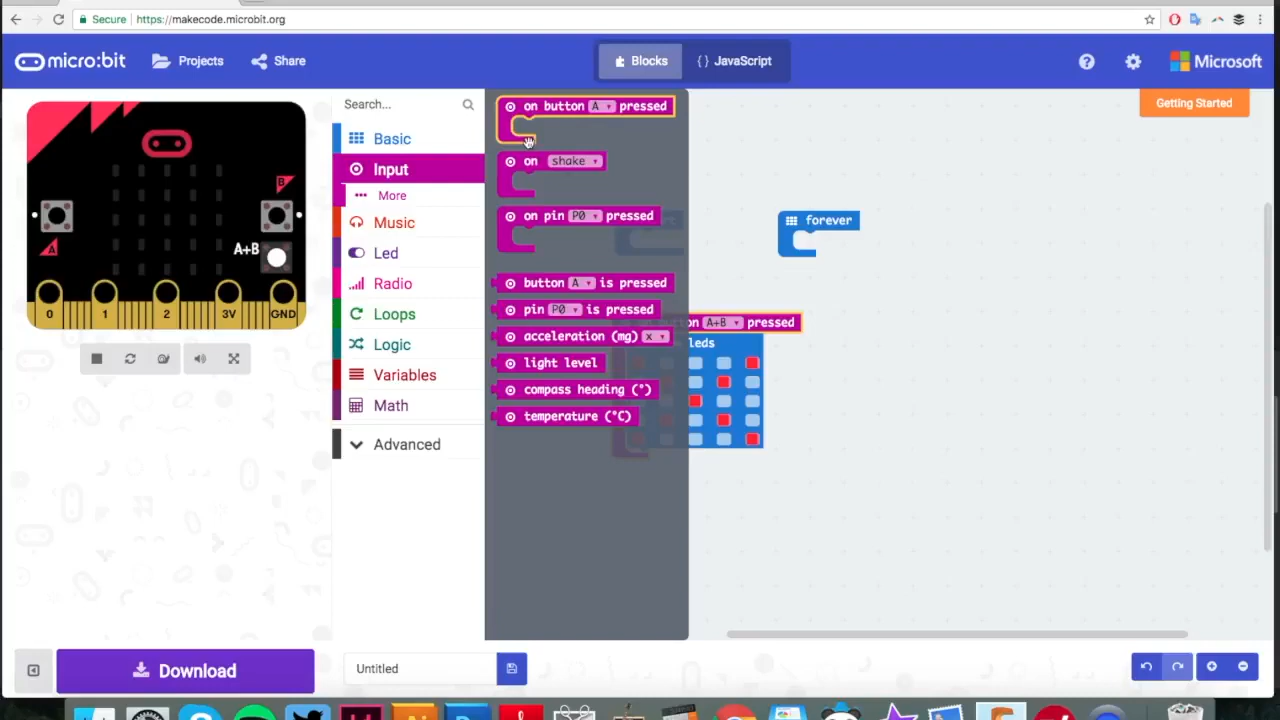 Secure https://makecode.microbit.org
micro:bit Projects Share Blocks {} JavaScript Microsoft
Getting Started
Search...
Basic
Input
More
Music
Led
Radio
Loops
Logic
Variables
Math
Advanced
on button A pressed
on shake
on pin P0 pressed
button A is pressed
pin P0 is pressed
acceleration (mg) x
light level
compass heading (°)
temperature (°C)
forever
A+B pressed
leds
B
A
A+B
0 1 2 3V GND
Download
Untitled